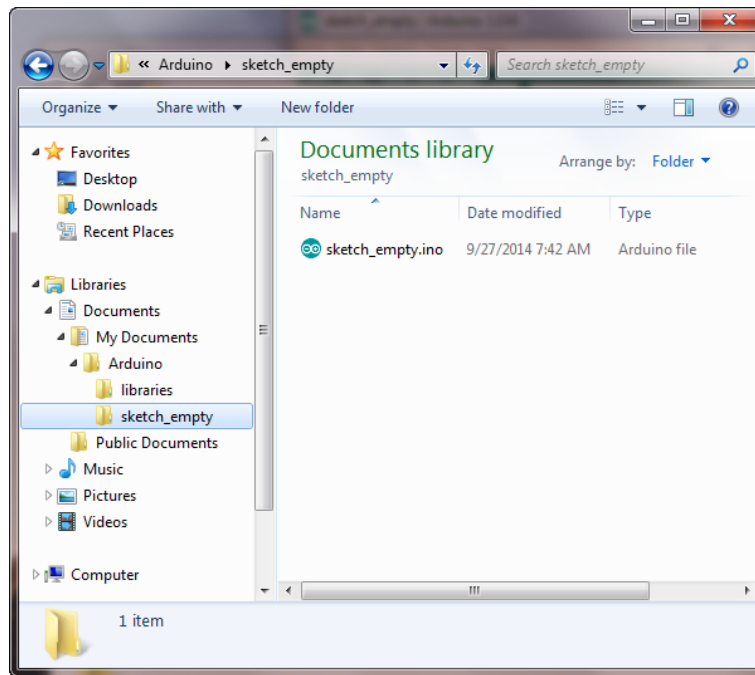 « Arduino ▸ sketch_empty
Search sketch_empty
Organize ▾ Share with ▾ New folder
Favorites
Desktop
Downloads
Recent Places
Libraries
Documents
My Documents
Arduino
libraries
sketch_empty
Public Documents
Music
Pictures
Videos
Computer
Documents library
sketch_empty
Arrange by: Folder ▾
Name Date modified Type
sketch_empty.ino 9/27/2014 7:42 AM Arduino file
1 item